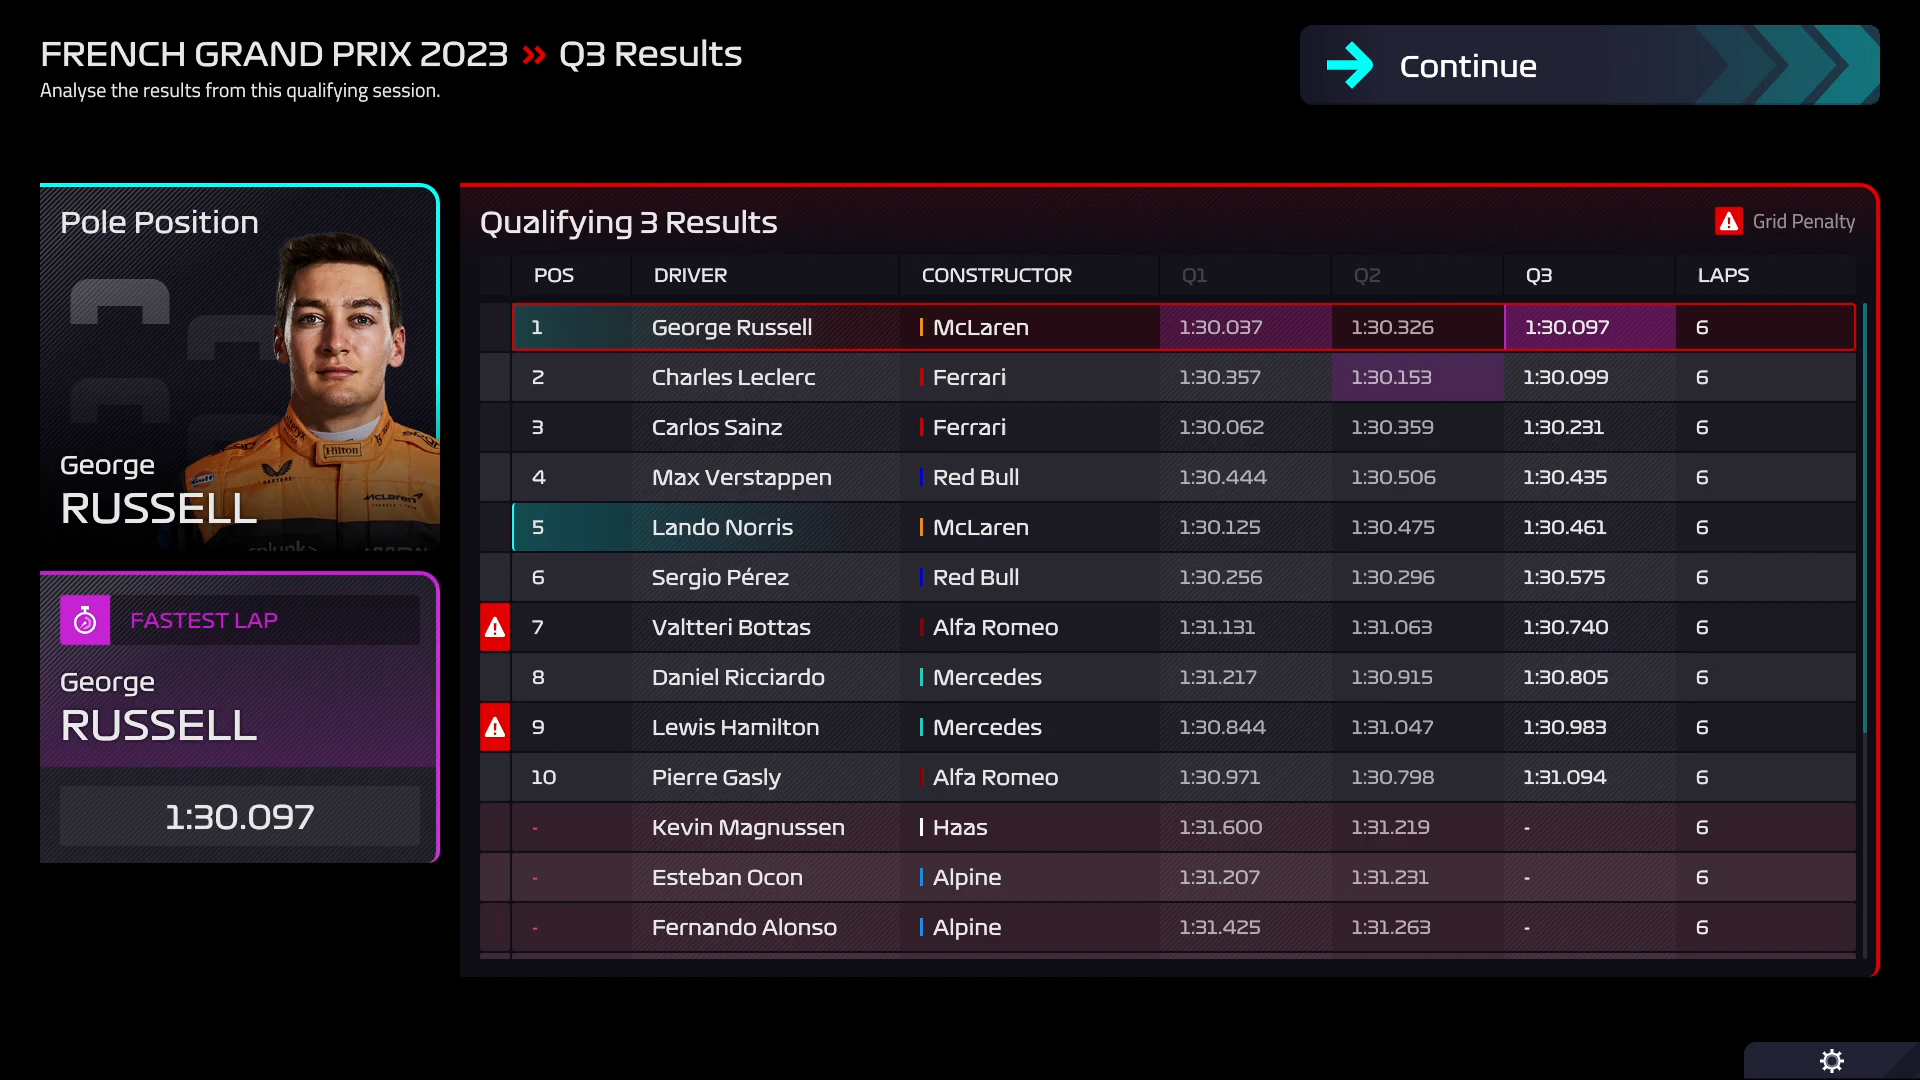 FRENCH GRAND PRIX 2023 » Q3 Results
Analyse the results from this qualifying session.
Continue
Pole Position
George
RUSSELL
Hilton
Gulf
McLaren
FASTEST LAP
George
RUSSELL
1:30.097
Qualifying 3 Results
Grid Penalty
POS DRIVER CONSTRUCTOR Q1 Q2 Q3 LAPS
1 George Russell McLaren 1:30.037 1:30.326 1:30.097 6
2 Charles Leclerc Ferrari 1:30.357 1:30.153 1:30.099 6
3 Carlos Sainz Ferrari 1:30.062 1:30.359 1:30.231 6
4 Max Verstappen Red Bull 1:30.444 1:30.506 1:30.435 6
5 Lando Norris McLaren 1:30.125 1:30.475 1:30.461 6
6 Sergio Pérez Red Bull 1:30.256 1:30.296 1:30.575 6
7 Valtteri Bottas Alfa Romeo 1:31.131 1:31.063 1:30.740 6
8 Daniel Ricciardo Mercedes 1:31.217 1:30.915 1:30.805 6
9 Lewis Hamilton Mercedes 1:30.844 1:31.047 1:30.983 6
10 Pierre Gasly Alfa Romeo 1:30.971 1:30.798 1:31.094 6
- Kevin Magnussen Haas 1:31.600 1:31.219 - 6
- Esteban Ocon Alpine 1:31.207 1:31.231 - 6
- Fernando Alonso Alpine 1:31.425 1:31.263 - 6